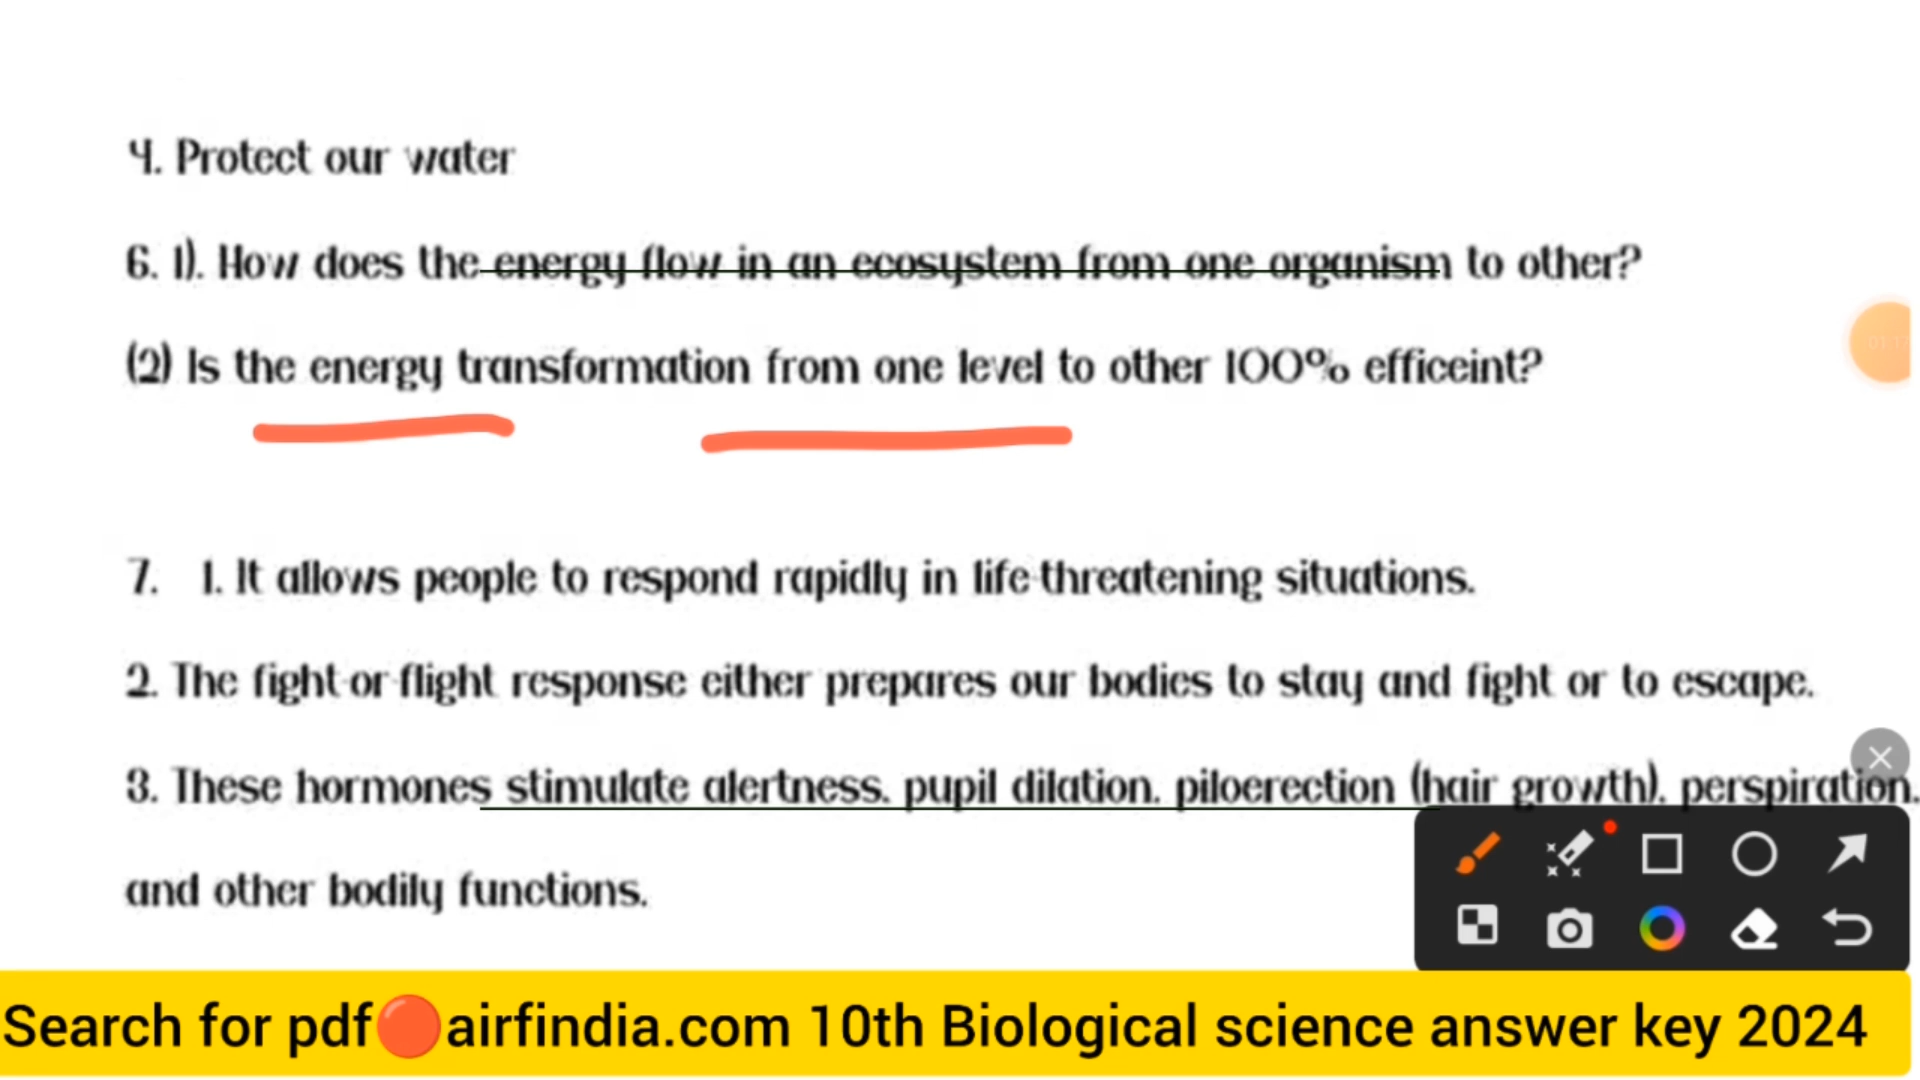 4. Protect our water
6. 1). How does the energy flow in an ecosystem from one organism to other?
(2) Is the energy transformation from one level to other 100% efficeint?
7. 1. It allows people to respond rapidly in life-threatening situations.
2. The fight-or-flight response either prepares our bodies to stay and fight or to escape.
3. These hormones stimulate alertness, pupil dilation, piloerection (hair growth), perspiration,
and other bodily functions.
Search for pdf🔴airfindia.com 10th Biological science answer key 2024